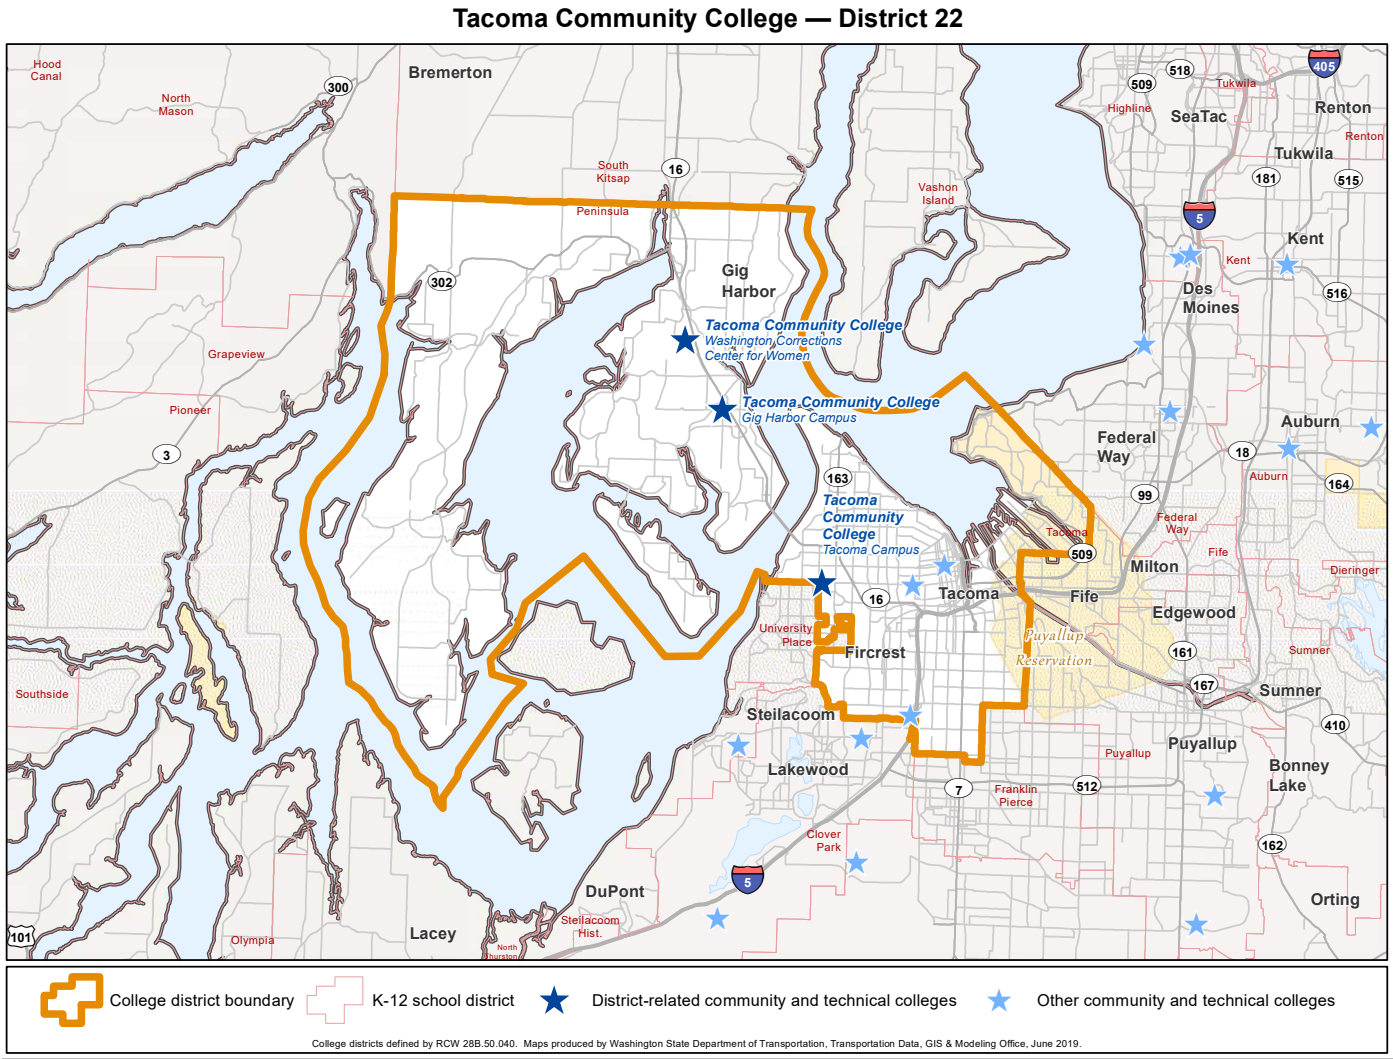 Tacoma Community College — District 22
Hood
Canal
North
Mason
300
Bremerton
South
Kitsap
16
Peninsula
Vashon
Island
509
518
Tukwila
405
Highline
SeaTac
Renton
Renton
Tukwila
181
515
5
Kent
Kent
516
Des
Moines
302
Gig
Harbor
Tacoma Community College
Washington Corrections
Center for Women
Tacoma Community College
Gig Harbor Campus
Grapeview
Pioneer
3
Federal
Way
Auburn
18
Auburn
164
99
Federal
Way
Fife
Dieringer
163
Tacoma
Community
College
Tacoma Campus
Tacoma
509
Milton
16
Tacoma
Fife
Edgewood
University
Place
Fircrest
Puyallup
Reservation
161
Sumner
167
Sumner
Southside
Steilacoom
410
Puyallup
Puyallup
Lakewood
Bonney
Lake
7
Franklin
Pierce
512
Clover
Park
162
5
DuPont
Orting
Steilacoom
Hist.
101
Olympia
Lacey
North
Thurston
College district boundary
K-12 school district
District-related community and technical colleges
Other community and technical colleges
College districts defined by RCW 28B.50.040. Maps produced by Washington State Department of Transportation, Transportation Data, GIS & Modeling Office, June 2019.